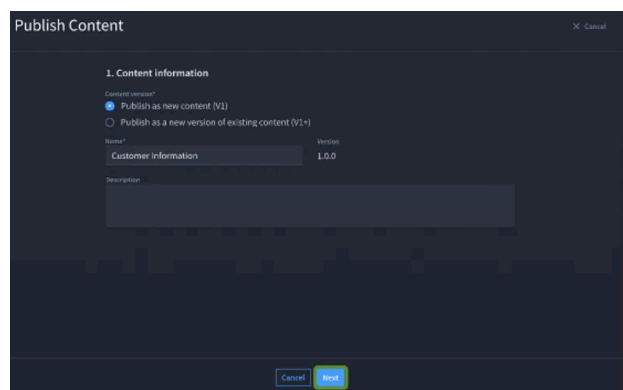 Publish Content
× Cancel
1. Content information
Content version*
Publish as new content (V1)
Publish as a new version of existing content (V1+)
Name*
Version
Customer Information
1.0.0
Description
Cancel
Next